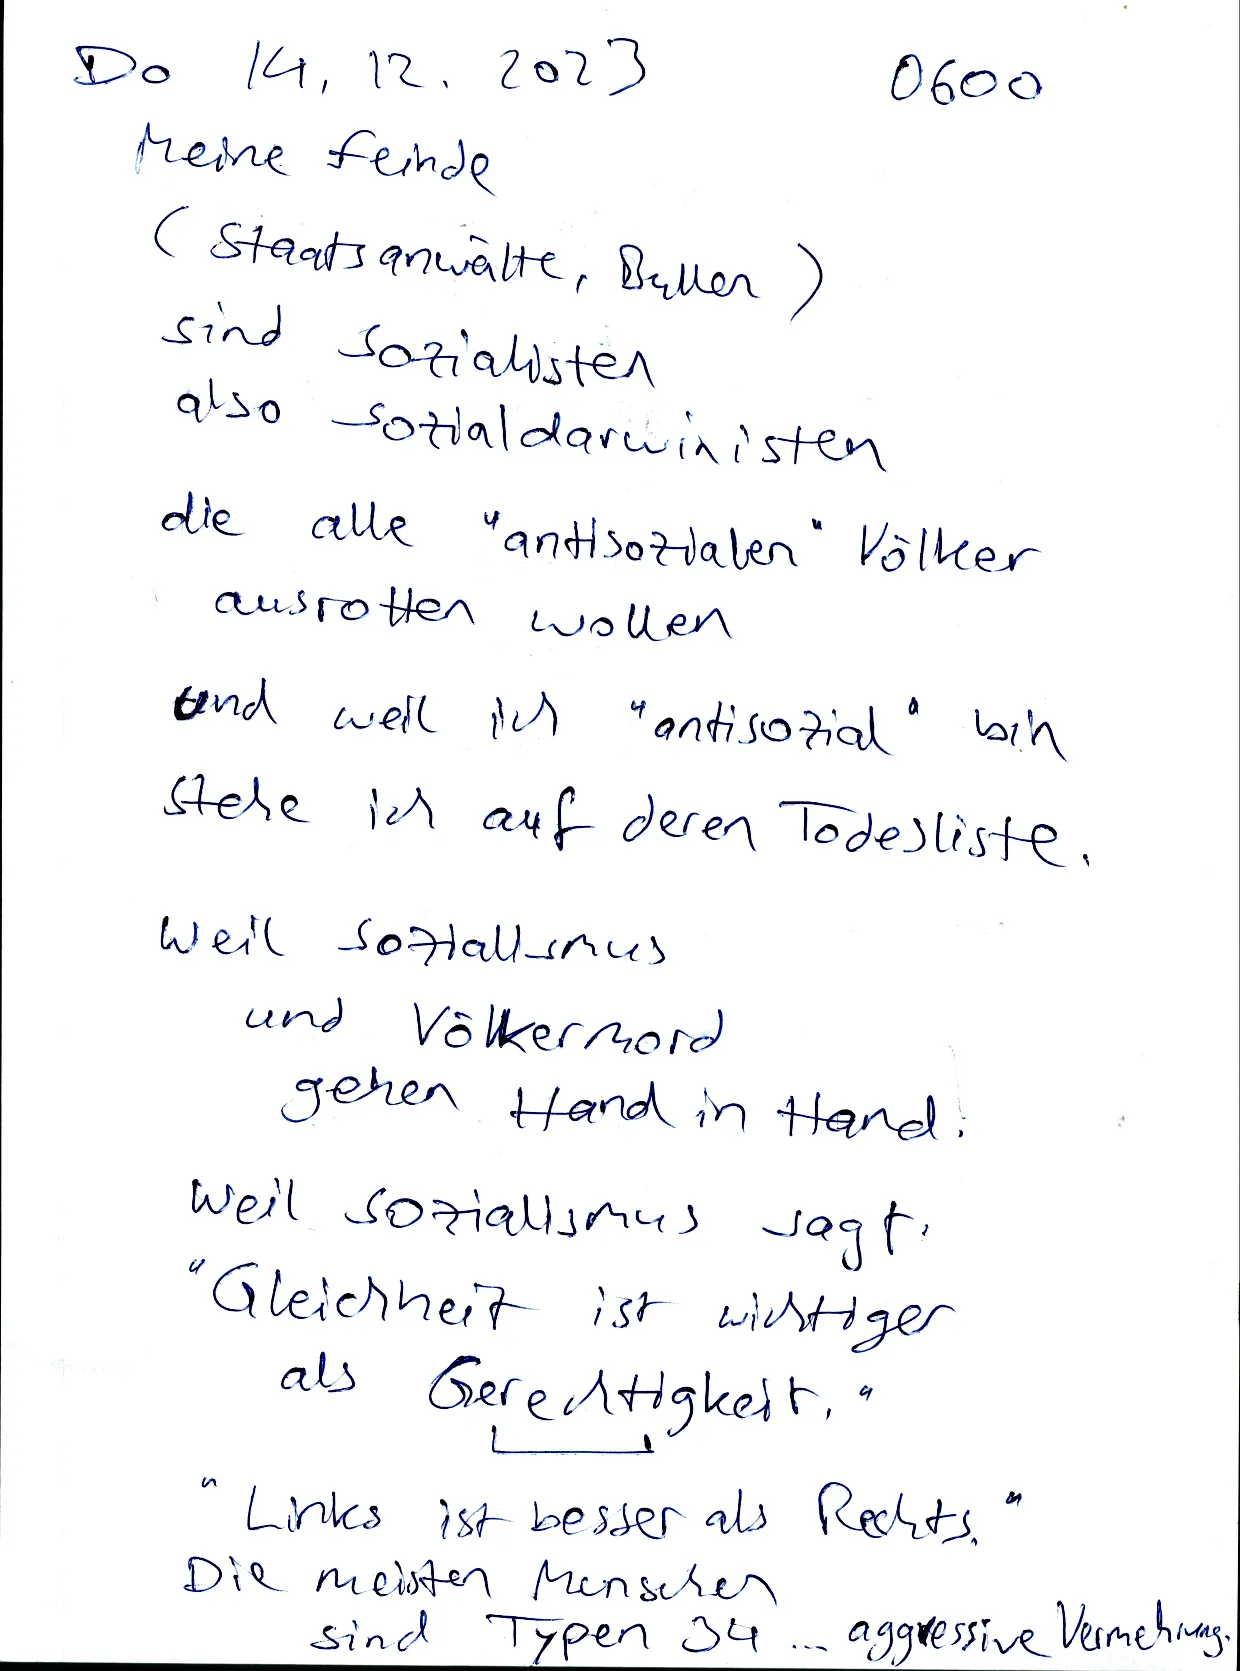 Do 14.12.2023 0600
Meine Feinde
(Staatsanwälte, Bullen)
sind Sozialisten
also Sozialdarwinisten
die alle "antisozialen" Völker
ausrotten wollen
und weil ich "antisozial" bin
stehe ich auf deren Todesliste.
Weil Sozialismus
und Völkermord
gehen Hand in Hand.
Weil Sozialismus sagt:
"Gleichheit ist wichtiger
als Gerechtigkeit."
"Links ist besser als Rechts."
Die meisten Menschen
sind Typen 34 ... aggressive Vermehrung.